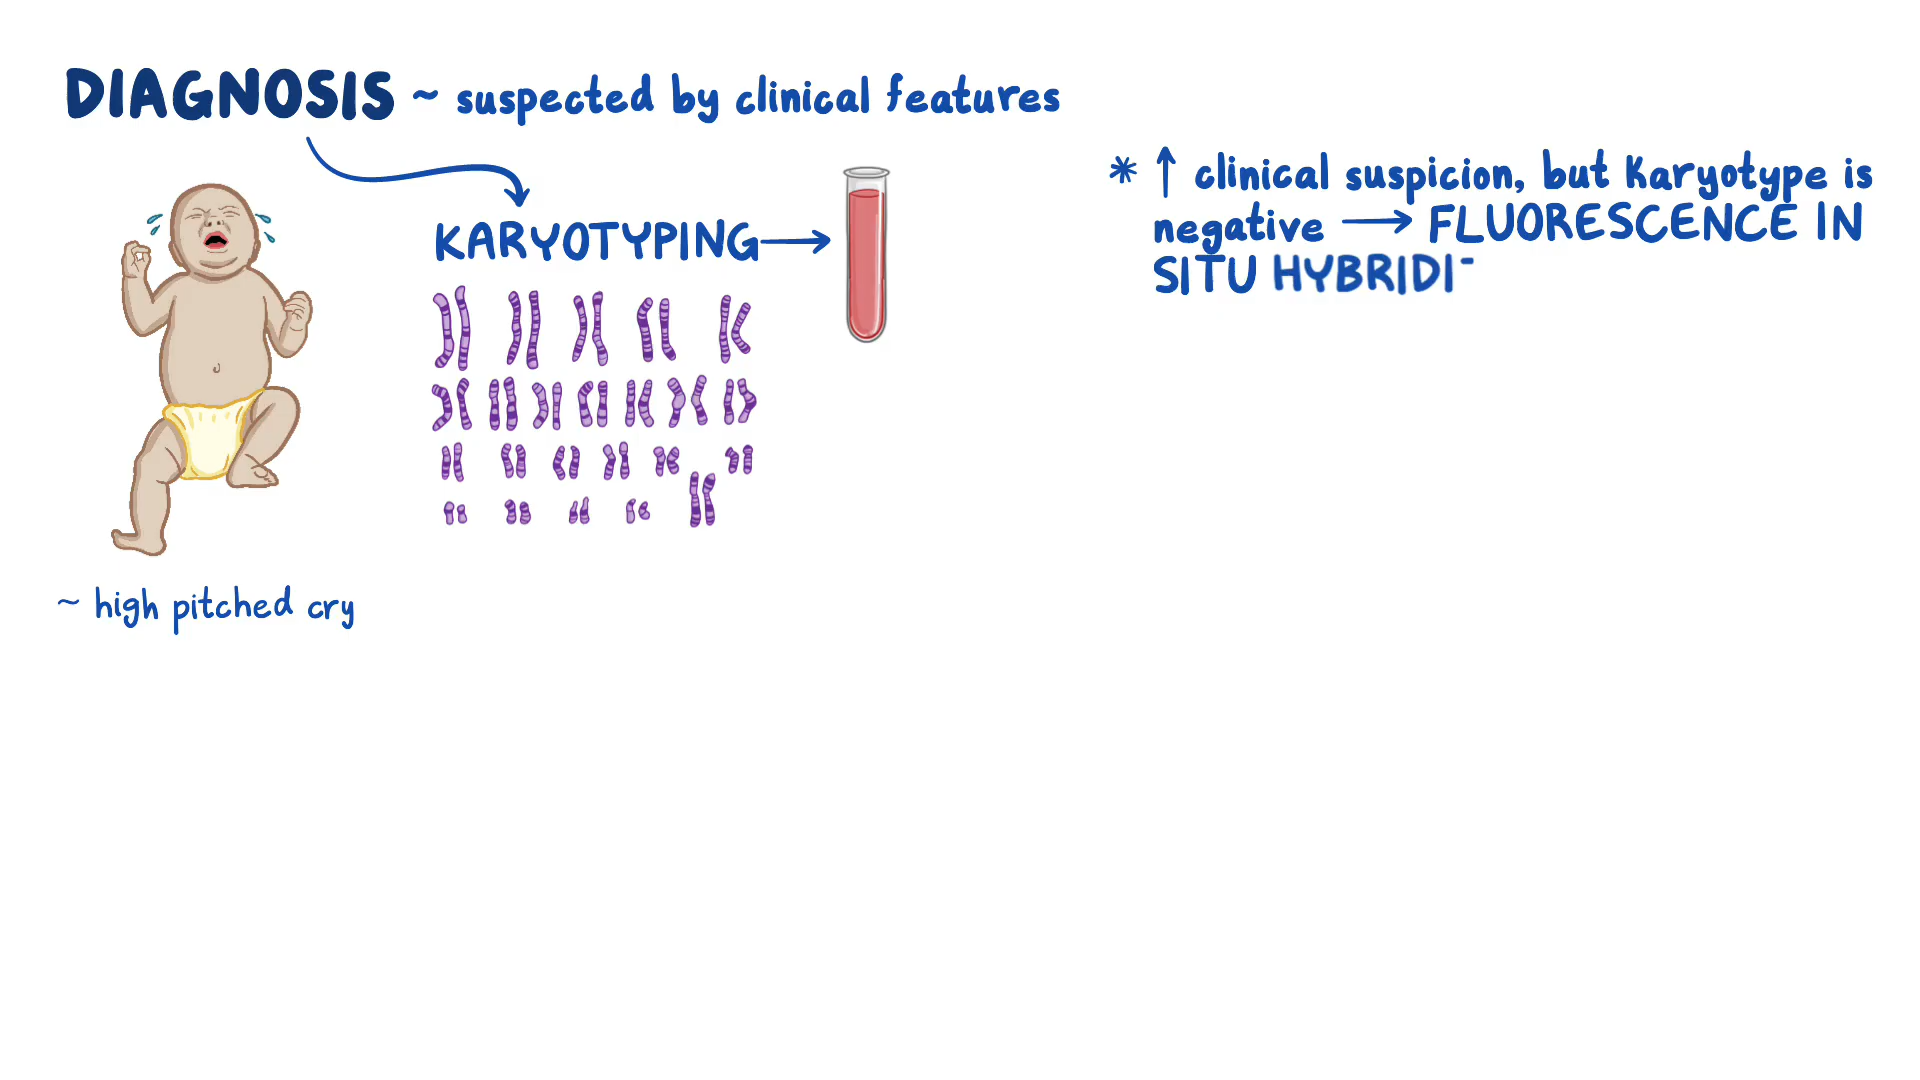 DIAGNOSIS ~ suspected by clinical features
* ↑ clinical suspicion, but Karyotype is
negative → FLUORESCENCE IN
SITU HYBRIDI-
KARYOTYPING →
~ high pitched cry